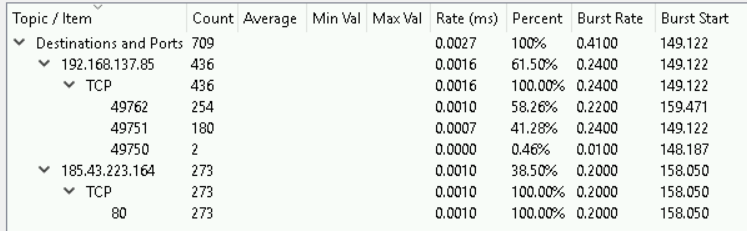 Topic / Item Count Average Min Val Max Val Rate (ms) Percent Burst Rate Burst Start
Destinations and Ports 709 0.0027 100% 0.4100 149.122
192.168.137.85 436 0.0016 61.50% 0.2400 149.122
TCP 436 0.0016 100.00% 0.2400 149.122
49762 254 0.0010 58.26% 0.2200 159.471
49751 180 0.0007 41.28% 0.2400 149.122
49750 2 0.0000 0.46% 0.0100 148.187
185.43.223.164 273 0.0010 38.50% 0.2000 158.050
TCP 273 0.0010 100.00% 0.2000 158.050
80 273 0.0010 100.00% 0.2000 158.050